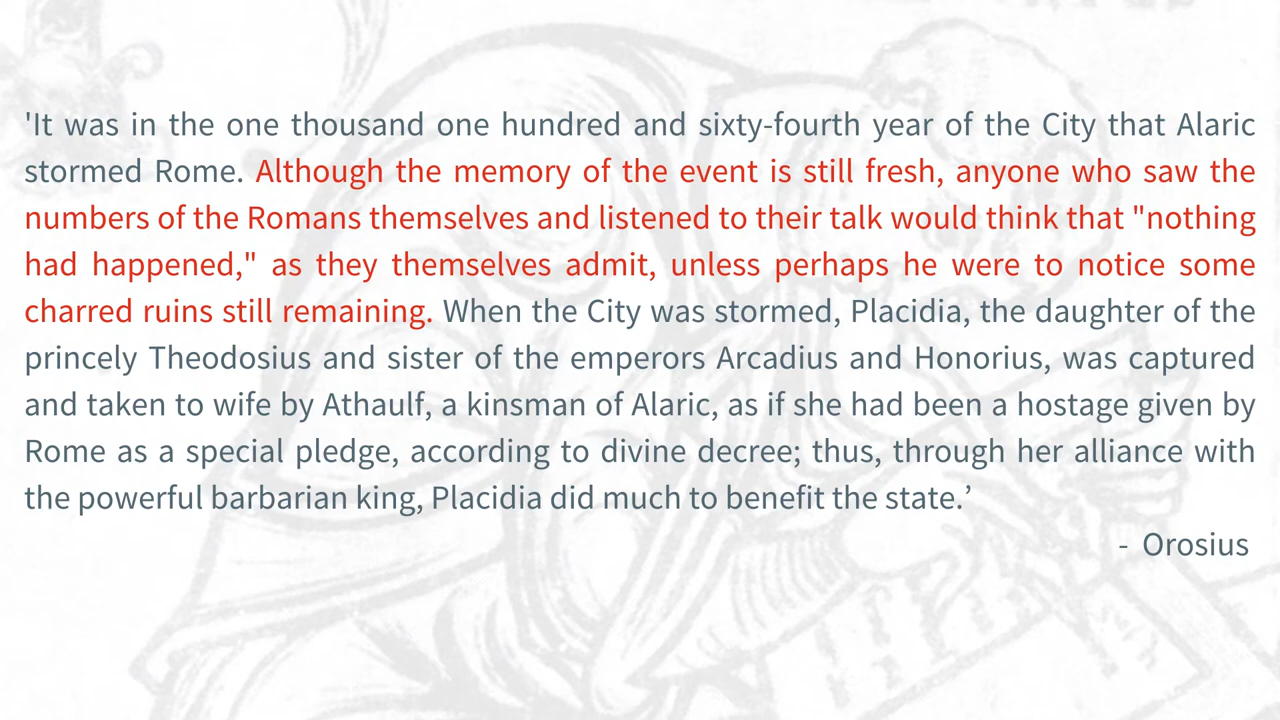 'It was in the one thousand one hundred and sixty-fourth year of the City that Alaric
stormed Rome. Although the memory of the event is still fresh, anyone who saw the
numbers of the Romans themselves and listened to their talk would think that "nothing
had happened," as they themselves admit, unless perhaps he were to notice some
charred ruins still remaining. When the City was stormed, Placidia, the daughter of the
princely Theodosius and sister of the emperors Arcadius and Honorius, was captured
and taken to wife by Athaulf, a kinsman of Alaric, as if she had been a hostage given by
Rome as a special pledge, according to divine decree; thus, through her alliance with
the powerful barbarian king, Placidia did much to benefit the state.’
- Orosius